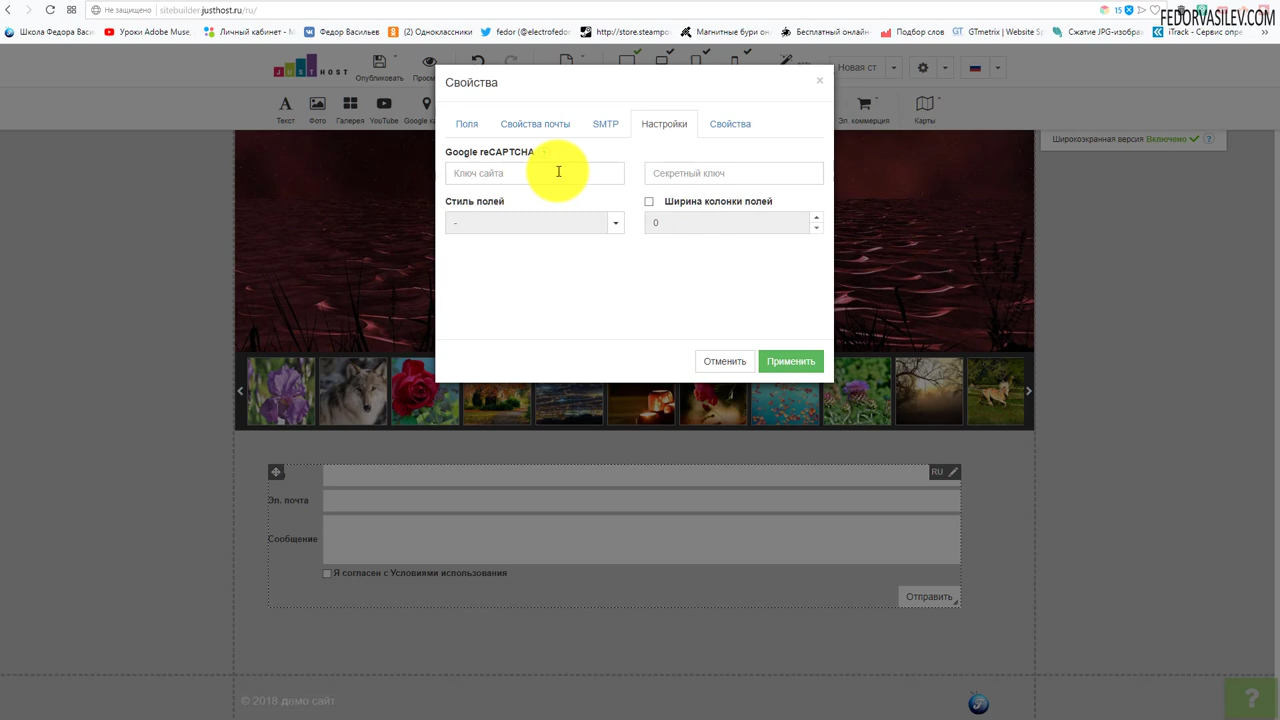 Не защищено sitebuilder.justhost.ru/ru/
15
FEDORVASILEV.COM
Школа Федора Васи
Уроки Adobe Muse,
Личный кабинет - М
Федор Васильев
(2) Одноклассники
fedor (@electrofedor
http://store.steampo
Магнитные бури он
Бесплатный онлай
Подбор слов
GTmetrix | Website Sp
Сжатие JPG-изобра
iTrack - Сервис опре
JUSTHOST
Опубликовать
Новая ст
Текст
Фото
Галерея
YouTube
Эл. коммерция
Карты
Широкоэкранная версия Включено ?
Свойства
×
Поля
Свойства почты
SMTP
Настройки
Свойства
Google reCAPTCHA
Ключ сайта
Секретный ключ
Стиль полей
Ширина колонки полей
-
0
Отменить
Применить
RU
Эл. почта
Сообщение
Я согласен с Условиями использования
Отправить
© 2018 демо сайт
?